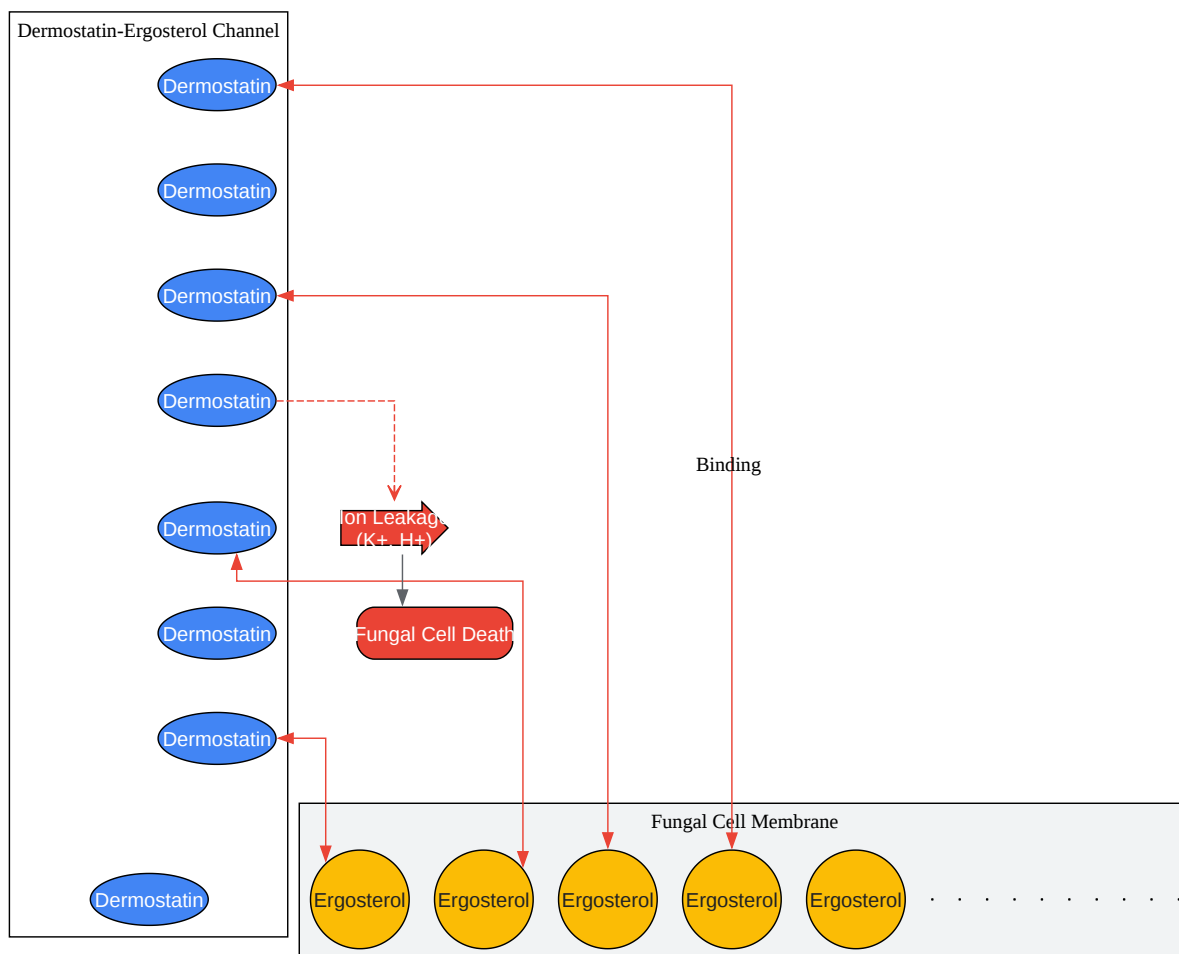 Dermostatin-Ergosterol Channel
Dermostatin
Dermostatin
Dermostatin
Dermostatin
Binding
Dermostatin
Ion Leakage
(K+, H+)
Dermostatin
Fungal Cell Death
Dermostatin
Fungal Cell Membrane
Dermostatin
Ergosterol
Ergosterol
Ergosterol
Ergosterol
Ergosterol
. . . . . . . . . .